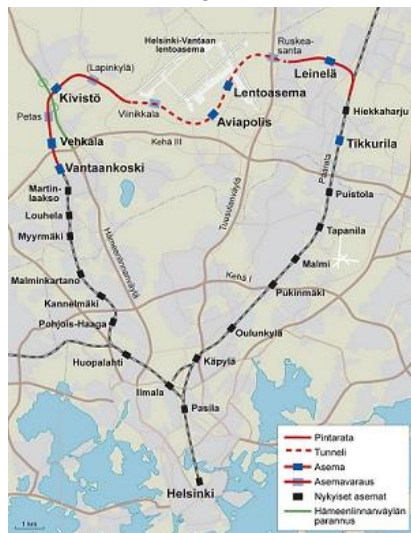 Helsinki-Vantaan
lentoasema
Ruskea-
santa
(Lapinkylä)
Leinelä
Kivistö
Lentoasema
Hiekkaharju
Petas
Viinikkala
Aviapolis
Vehkala
Kehä III
Tikkurila
Vantaankoski
Päärata
Martin-
laakso
Puistola
Louhela
Tuusulanväylä
Hämeenlinnanväylä
Myyrmäki
Tapanila
Malmi
Malminkartano
Kehä I
Kannelmäki
Pukinmäki
Pohjois-Haaga
Oulunkylä
Huopalahti
Käpylä
Ilmala
Pasila
Helsinki
Pintarata
Tunneli
Asema
Asemavaraus
Nykyiset asemat
Hämeenlinnanväylän
parannus
1 km